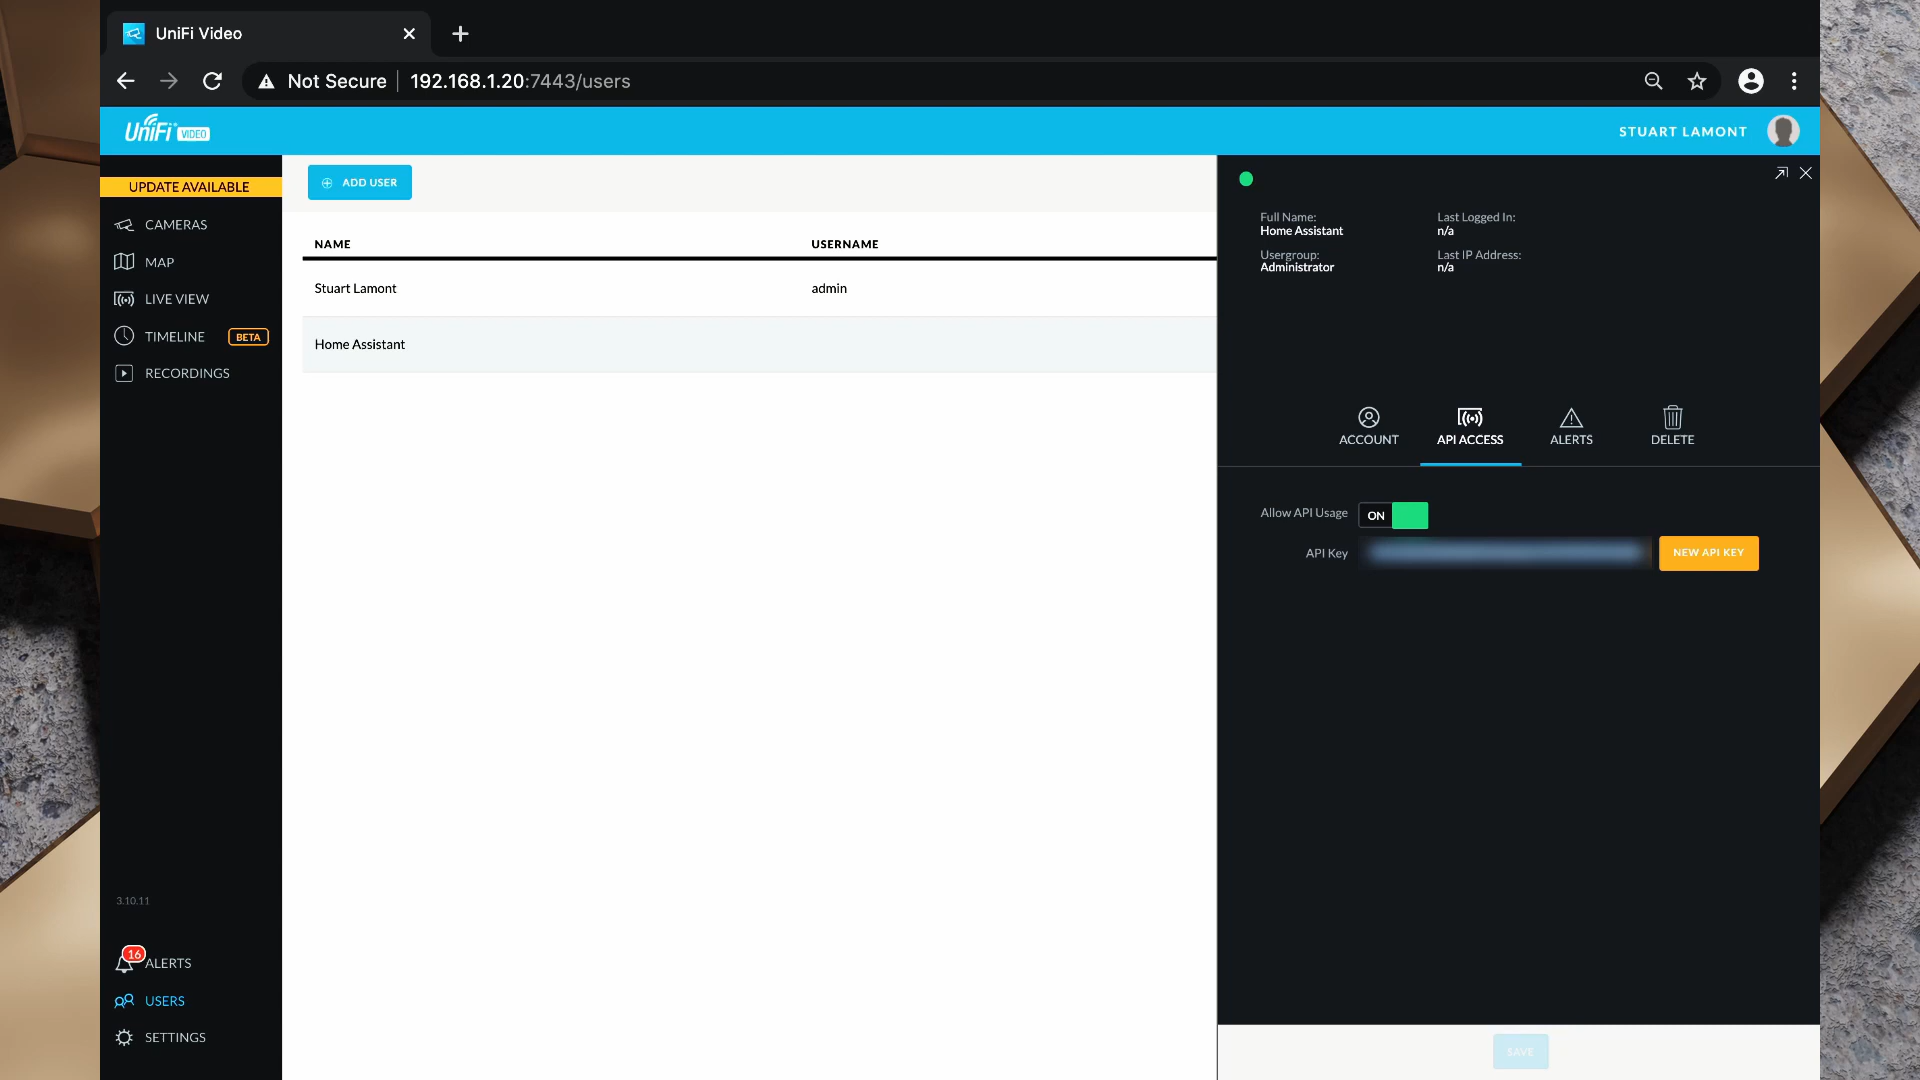 UniFi Video
Not Secure 192.168.1.20:7443/users
UniFi VIDEO
STUART LAMONT
UPDATE AVAILABLE
CAMERAS
MAP
LIVE VIEW
TIMELINE BETA
RECORDINGS
3.10.11
16
ALERTS
USERS
SETTINGS
ADD USER
NAME USERNAME
Stuart Lamont admin
Home Assistant
Full Name: Last Logged In:
Home Assistant n/a
Usergroup: Last IP Address:
Administrator n/a
ACCOUNT API ACCESS ALERTS DELETE
Allow API Usage ON
API Key NEW API KEY
SAVE